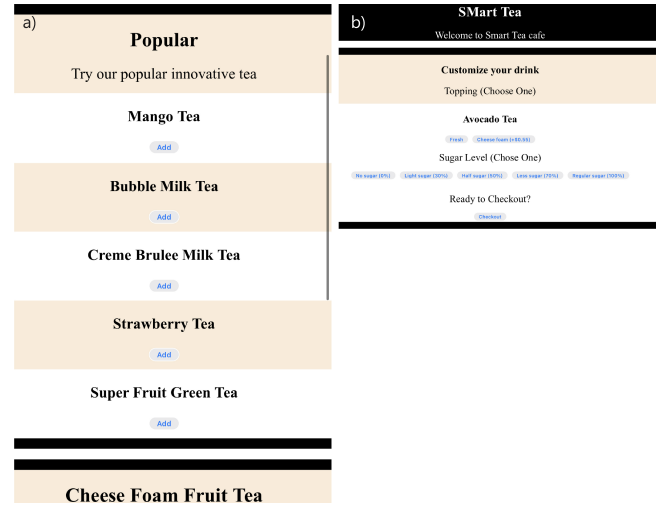 a)
Popular
Try our popular innovative tea
Mango Tea
Add
Bubble Milk Tea
Add
Creme Brulee Milk Tea
Add
Strawberry Tea
Add
Super Fruit Green Tea
Add
Cheese Foam Fruit Tea
b)
SMart Tea
Welcome to Smart Tea cafe
Customize your drink
Topping (Choose One)
Avocado Tea
Fresh Cheese foam (+$0.55)
Sugar Level (Chose One)
No sugar (0%) Light sugar (30%) Half sugar (50%) Less sugar (70%) Regular sugar (100%)
Ready to Checkout?
Checkout